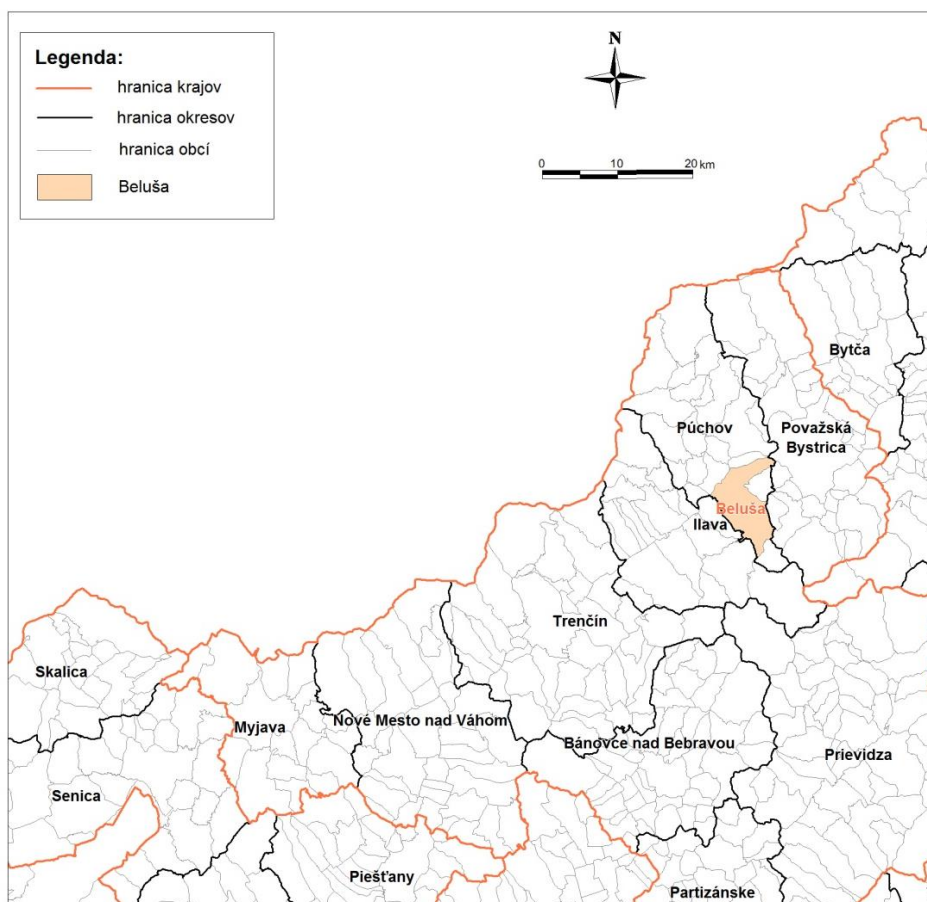 Legenda:
hranica krajov
hranica okresov
hranica obcí
Beluša
N
0 10 20 km
Bytča
Púchov
Považská
Bystrica
Beluša
Ilava
Trenčín
Skalica
Myjava
Nové Mesto nad Váhom
Bánovce nad Bebravou
Prievidza
Senica
Piešťany
Partizánske